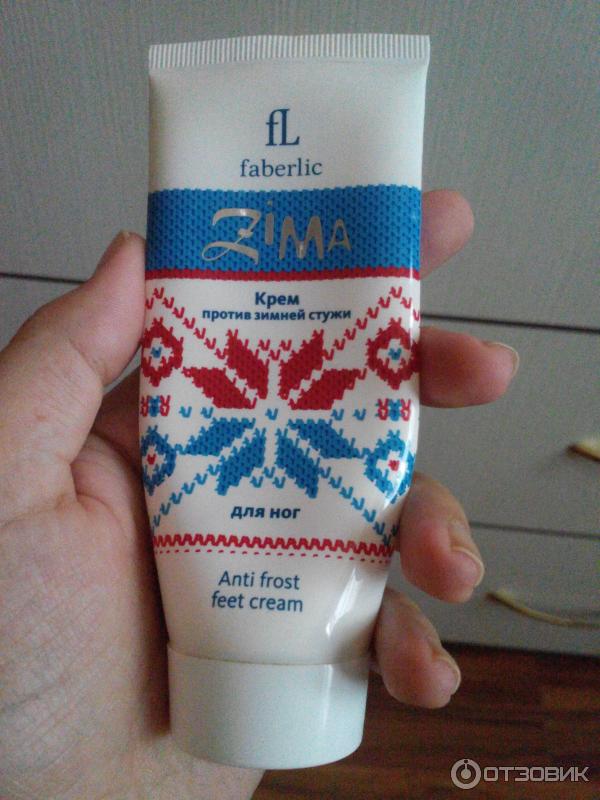 fL
faberlic
ZiMA
Крем
против зимней стужи
для ног
Anti frost
feet cream
ОТЗОВИК